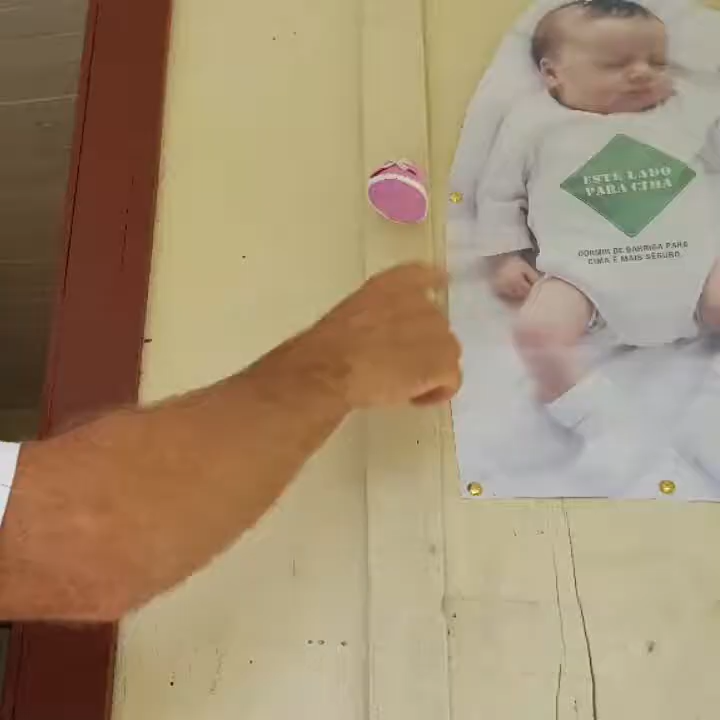 ESTE LADO
PARA CIMA
DORMIR DE BARRIGA PARA
CIMA É MAIS SEGURO.